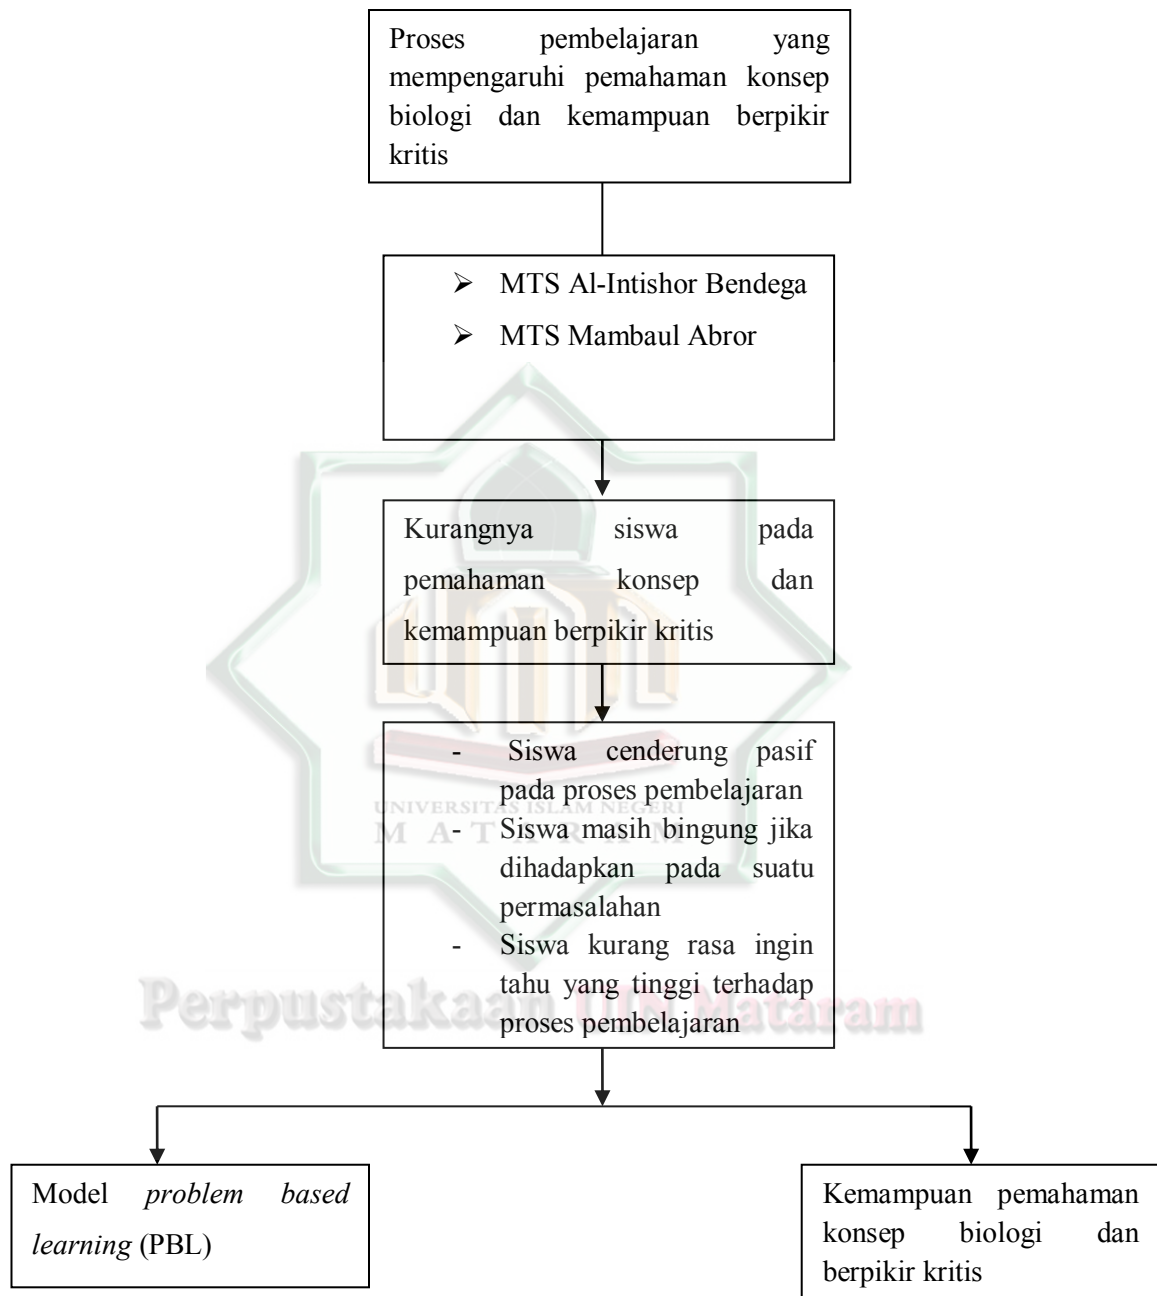 Proses pembelajaran yang
mempengaruhi pemahaman konsep
biologi dan kemampuan berpikir
kritis
➢ MTS Al-Intishor Bendega
➢ MTS Mambaul Abror
Kurangnya siswa pada
pemahaman konsep dan
kemampuan berpikir kritis
- Siswa cenderung pasif
pada proses pembelajaran
- Siswa masih bingung jika
dihadapkan pada suatu
permasalahan
- Siswa kurang rasa ingin
tahu yang tinggi terhadap
proses pembelajaran
UNIVERSITAS ISLAM NEGERI
MATARAM
Perpustakaan UIN Mataram
Model problem based
learning (PBL)
Kemampuan pemahaman
konsep biologi dan
berpikir kritis